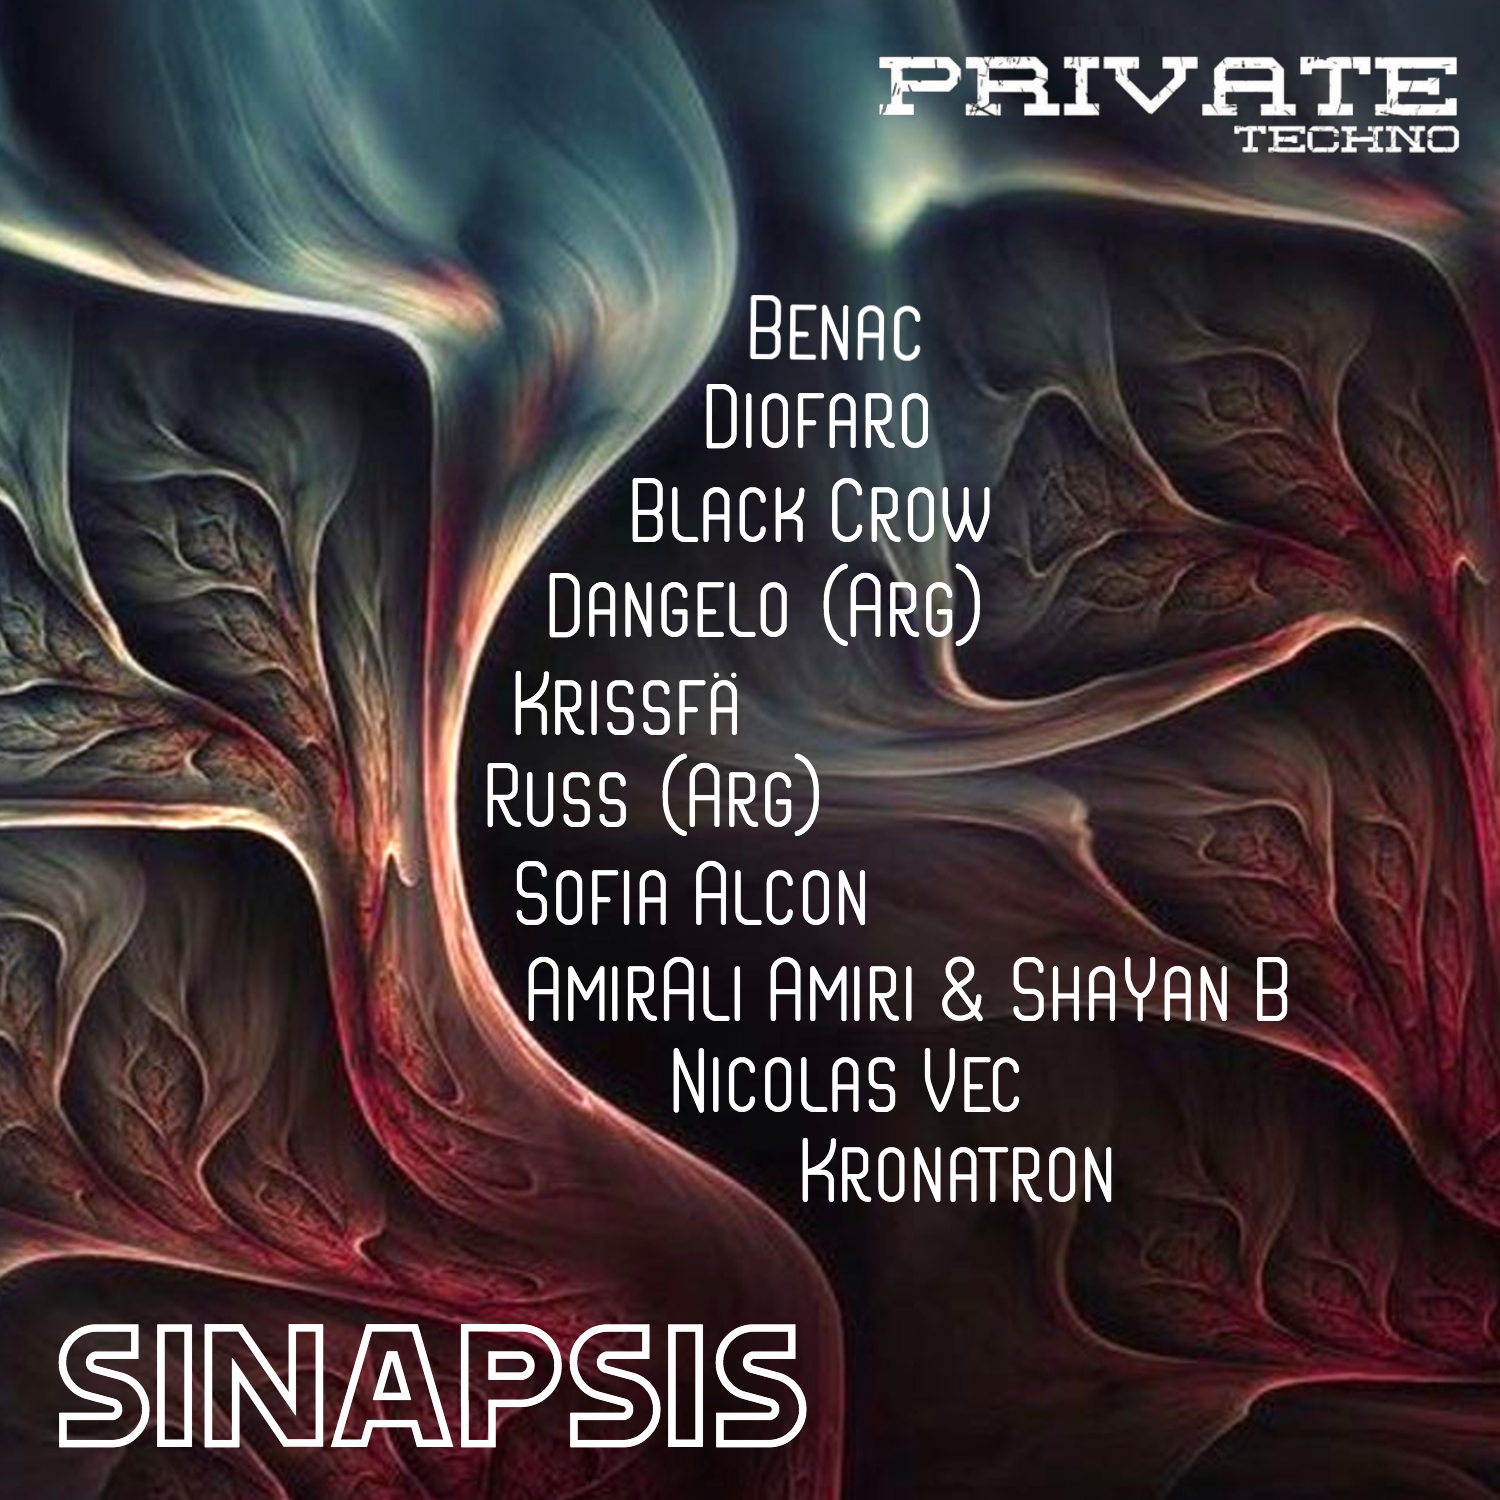 PRIVATE
TECHNO
Benac
Diofaro
Black Crow
Dangelo (Arg)
Krissfä
Russ (Arg)
Sofia Alcon
AmirAli Amiri & ShaYan B
Nicolas Vec
Kronatron
SINAPSIS